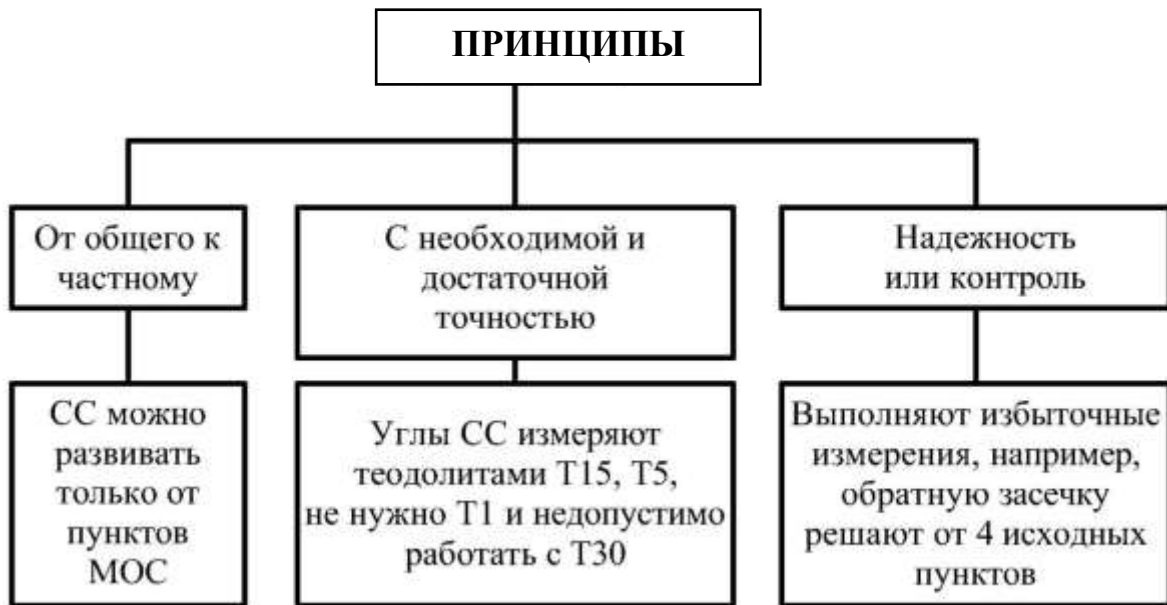 ПРИНЦИПЫ
От общего к
частному
С необходимой и
достаточной
точностью
Надежность
или контроль
СС можно
развивать
только от
пунктов
МОС
Углы СС измеряют
теодолитами Т15, Т5,
не нужно Т1 и недопустимо
работать с Т30
Выполняют избыточные
измерения, например,
обратную засечку
решают от 4 исходных
пунктов